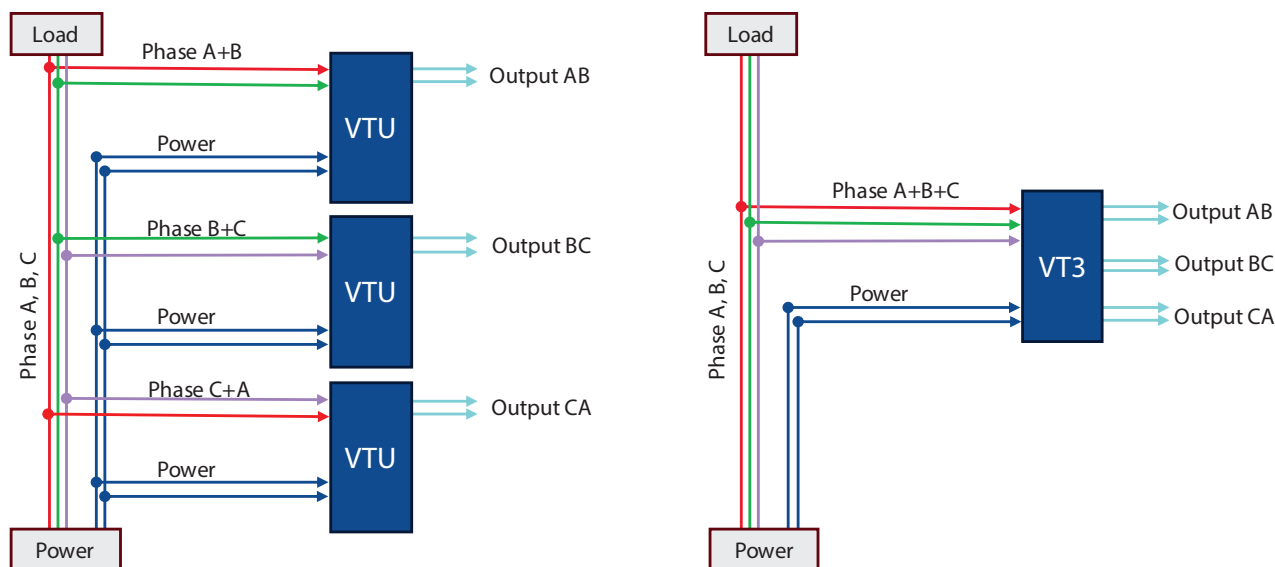 Load
Phase A+B
Output AB
VTU
Power
Phase B+C
Output BC
VTU
Power
Phase A, B, C
Phase C+A
Output CA
VTU
Power
Power
Load
Phase A+B+C
Output AB
VT3
Output BC
Power
Output CA
Phase A, B, C
Power